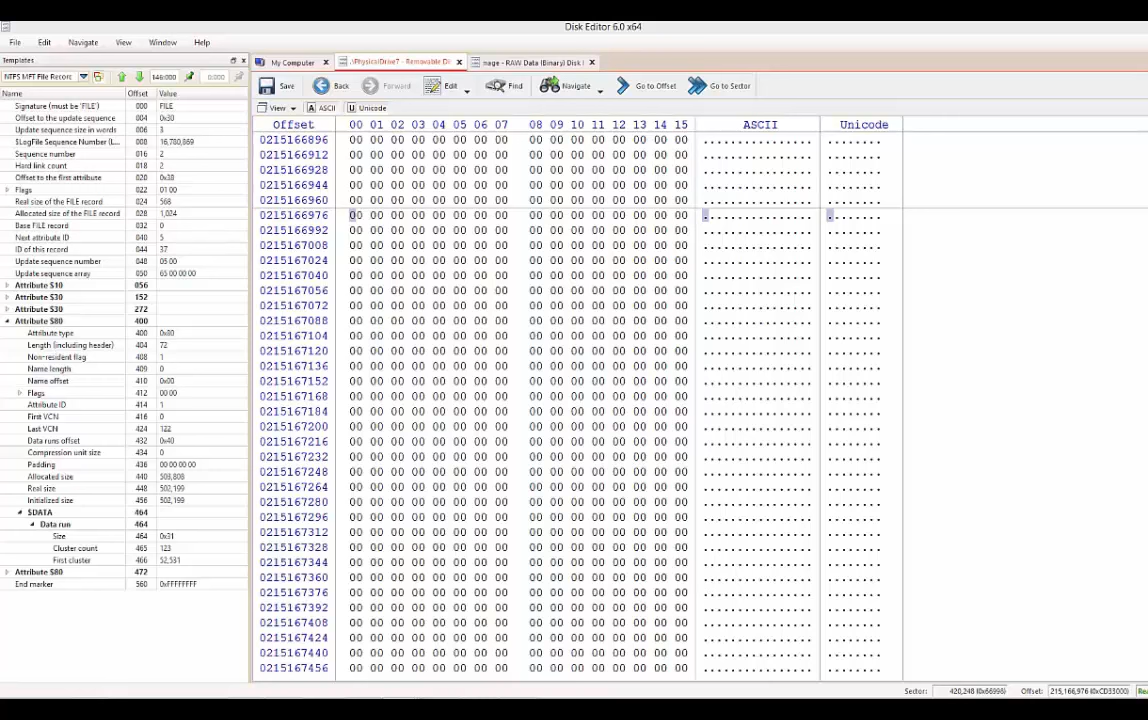 Disk Editor 6.0 x64
File Edit Navigate View Window Help
Templates
NTFS MFT File Record 146:000 0:000
Name Offset Value
Signature (must be 'FILE') 000 FILE
Offset to the update sequence 004 0x30
Update sequence size in words 006 3
$LogFile Sequence Number (L... 008 16,780,869
Sequence number 016 2
Hard link count 018 2
Offset to the first attribute 020 0x38
Flags 022 01 00
Real size of the FILE record 024 568
Allocated size of the FILE record 028 1,024
Base FILE record 032 0
Next attribute ID 040 5
ID of this record 044 37
Update sequence number 048 05 00
Update sequence array 050 65 00 00 00
Attribute $10 056
Attribute $30 152
Attribute $30 272
Attribute $80 400
Attribute type 400 0x80
Length (including header) 404 72
Non-resident flag 408 1
Name length 409 0
Name offset 410 0x00
Flags 412 00 00
Attribute ID 414 1
First VCN 416 0
Last VCN 424 122
Data runs offset 432 0x40
Compression unit size 434 0
Padding 436 00 00 00 00
Allocated size 440 503,808
Real size 448 502,199
Initialized size 456 502,199
$DATA 464
Data run 464
Size 464 0x31
Cluster count 465 123
First cluster 466 52,531
Attribute $80 472
End marker 560 0xFFFFFFFF
My Computer .\PhysicalDrive7 - Removable Di nage - RAW Data (Binary) Disk I
Save Back Forward Edit Find Navigate Go to Offset Go to Sector
View A ASCII U Unicode
Offset 00 01 02 03 04 05 06 07 08 09 10 11 12 13 14 15 ASCII Unicode
0215166896 00 00 00 00 00 00 00 00 00 00 00 00 00 00 00 00 ................ ........
0215166912 00 00 00 00 00 00 00 00 00 00 00 00 00 00 00 00 ................ ........
0215166928 00 00 00 00 00 00 00 00 00 00 00 00 00 00 00 00 ................ ........
0215166944 00 00 00 00 00 00 00 00 00 00 00 00 00 00 00 00 ................ ........
0215166960 00 00 00 00 00 00 00 00 00 00 00 00 00 00 00 00 ................ ........
0215166976 00 00 00 00 00 00 00 00 00 00 00 00 00 00 00 00 ................ ........
0215166992 00 00 00 00 00 00 00 00 00 00 00 00 00 00 00 00 ................ ........
0215167008 00 00 00 00 00 00 00 00 00 00 00 00 00 00 00 00 ................ ........
0215167024 00 00 00 00 00 00 00 00 00 00 00 00 00 00 00 00 ................ ........
0215167040 00 00 00 00 00 00 00 00 00 00 00 00 00 00 00 00 ................ ........
0215167056 00 00 00 00 00 00 00 00 00 00 00 00 00 00 00 00 ................ ........
0215167072 00 00 00 00 00 00 00 00 00 00 00 00 00 00 00 00 ................ ........
0215167088 00 00 00 00 00 00 00 00 00 00 00 00 00 00 00 00 ................ ........
0215167104 00 00 00 00 00 00 00 00 00 00 00 00 00 00 00 00 ................ ........
0215167120 00 00 00 00 00 00 00 00 00 00 00 00 00 00 00 00 ................ ........
0215167136 00 00 00 00 00 00 00 00 00 00 00 00 00 00 00 00 ................ ........
0215167152 00 00 00 00 00 00 00 00 00 00 00 00 00 00 00 00 ................ ........
0215167168 00 00 00 00 00 00 00 00 00 00 00 00 00 00 00 00 ................ ........
0215167184 00 00 00 00 00 00 00 00 00 00 00 00 00 00 00 00 ................ ........
0215167200 00 00 00 00 00 00 00 00 00 00 00 00 00 00 00 00 ................ ........
0215167216 00 00 00 00 00 00 00 00 00 00 00 00 00 00 00 00 ................ ........
0215167232 00 00 00 00 00 00 00 00 00 00 00 00 00 00 00 00 ................ ........
0215167248 00 00 00 00 00 00 00 00 00 00 00 00 00 00 00 00 ................ ........
0215167264 00 00 00 00 00 00 00 00 00 00 00 00 00 00 00 00 ................ ........
0215167280 00 00 00 00 00 00 00 00 00 00 00 00 00 00 00 00 ................ ........
0215167296 00 00 00 00 00 00 00 00 00 00 00 00 00 00 00 00 ................ ........
0215167312 00 00 00 00 00 00 00 00 00 00 00 00 00 00 00 00 ................ ........
0215167328 00 00 00 00 00 00 00 00 00 00 00 00 00 00 00 00 ................ ........
0215167344 00 00 00 00 00 00 00 00 00 00 00 00 00 00 00 00 ................ ........
0215167360 00 00 00 00 00 00 00 00 00 00 00 00 00 00 00 00 ................ ........
0215167376 00 00 00 00 00 00 00 00 00 00 00 00 00 00 00 00 ................ ........
0215167392 00 00 00 00 00 00 00 00 00 00 00 00 00 00 00 00 ................ ........
0215167408 00 00 00 00 00 00 00 00 00 00 00 00 00 00 00 00 ................ ........
0215167424 00 00 00 00 00 00 00 00 00 00 00 00 00 00 00 00 ................ ........
0215167440 00 00 00 00 00 00 00 00 00 00 00 00 00 00 00 00 ................ ........
0215167456 00 00 00 00 00 00 00 00 00 00 00 00 00 00 00 00 ................ ........
Sector: 420,248 (0x66998) Offset: 215,166,976 (0xCD33000) Rea